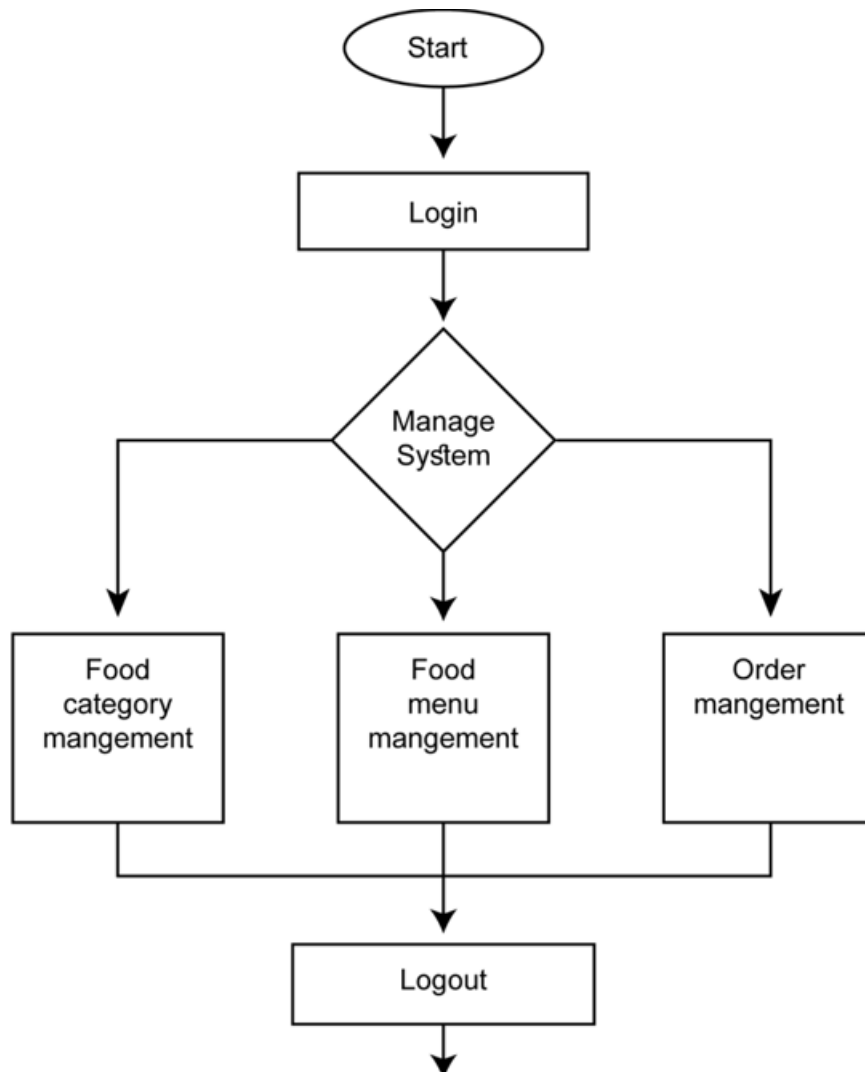 Start
Login
Manage
System
Food
category
mangement
Food
menu
mangement
Order
mangement
Logout